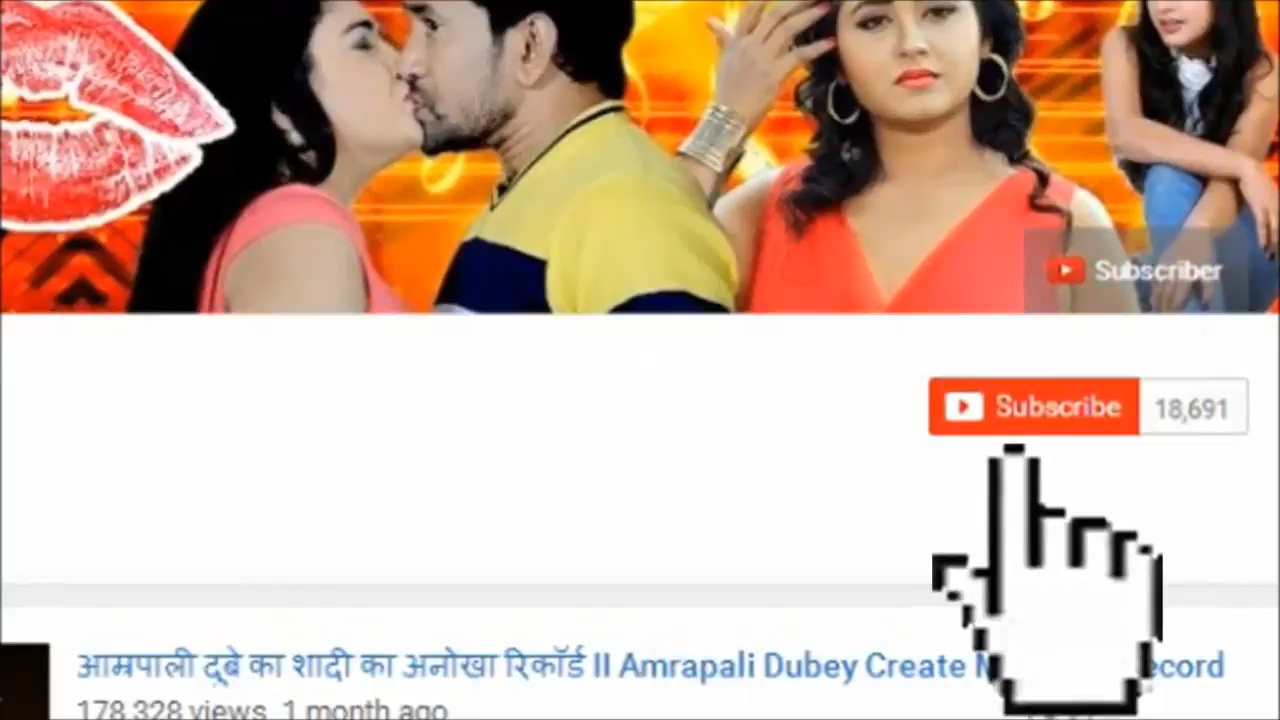 Subscriber
Subscribe 18,691
आम्रपाली दूबे का शादी का अनोखा रिकॉर्ड II Amrapali Dubey Create
178,328 views 1 month ago